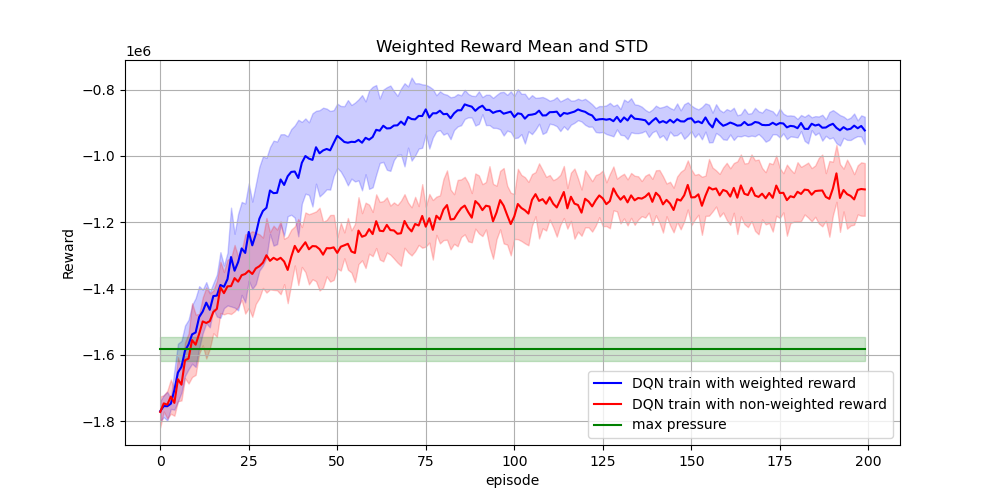 Weighted Reward Mean and STD
1e6
−0.8
−1.0
−1.2
−1.4
−1.6
−1.8
Reward
DQN train with weighted reward
DQN train with non-weighted reward
max pressure
0 25 50 75 100 125 150 175 200
episode